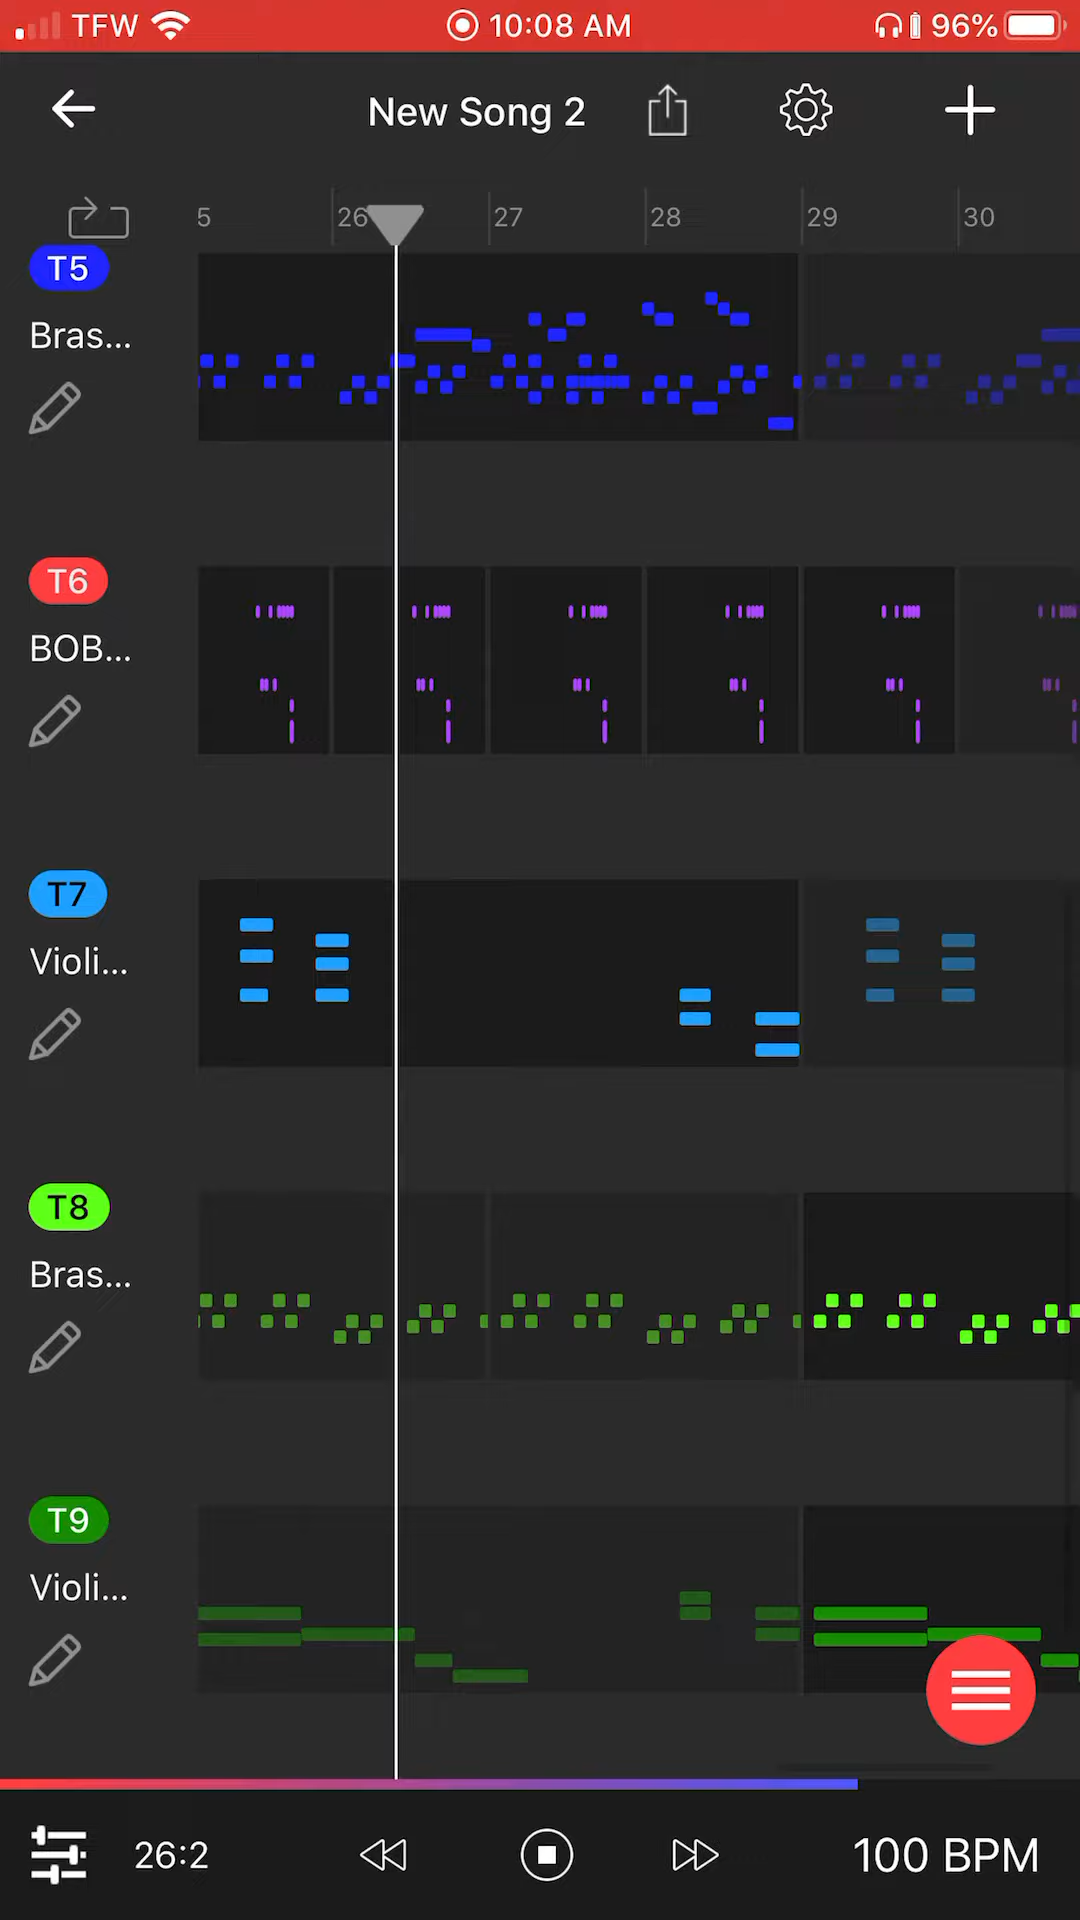 TFW 10:08 AM 96%
New Song 2
5 26 27 28 29 30
T5
Bras...
T6
BOB...
T7
Violi...
T8
Bras...
T9
Violi...
26:2 100 BPM